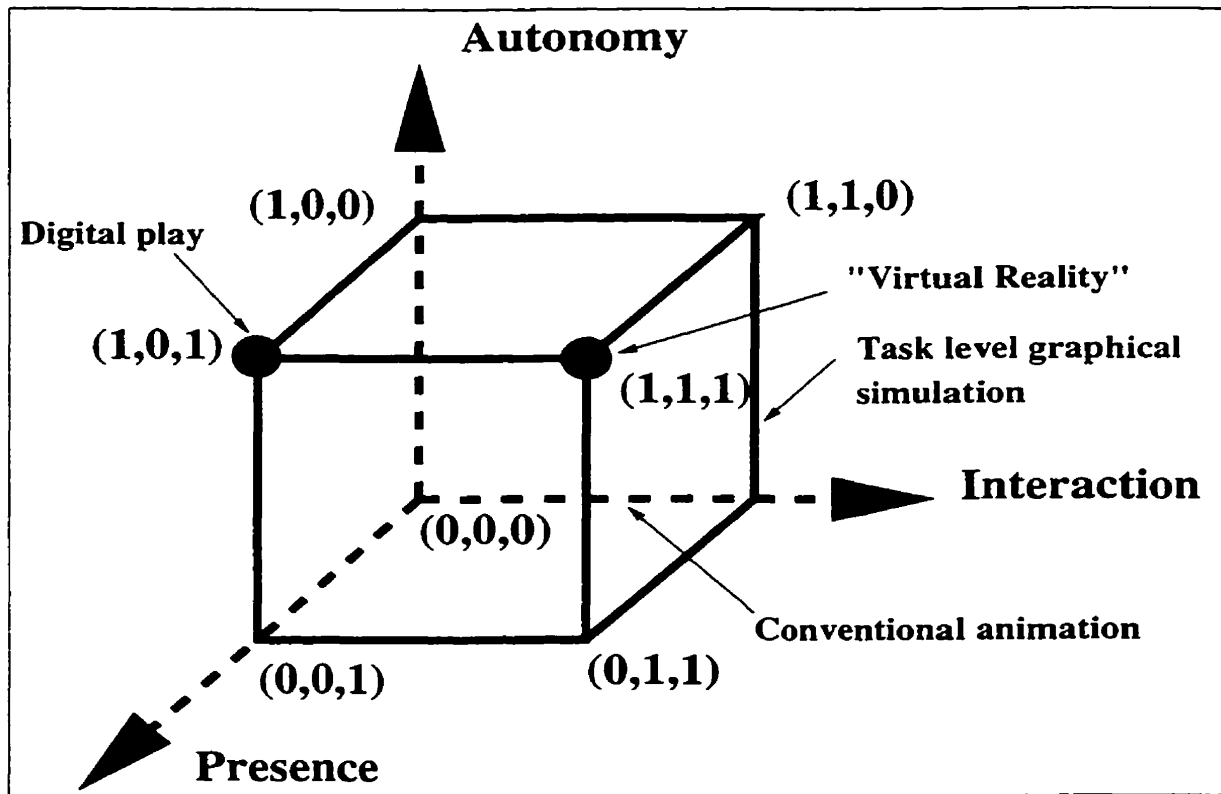 Autonomy
(1,0,0)
(1,1,0)
Digital play
"Virtual Reality"
(1,0,1)
Task level graphical
simulation
(1,1,1)
Interaction
(0,0,0)
Conventional animation
(0,0,1)
(0,1,1)
Presence